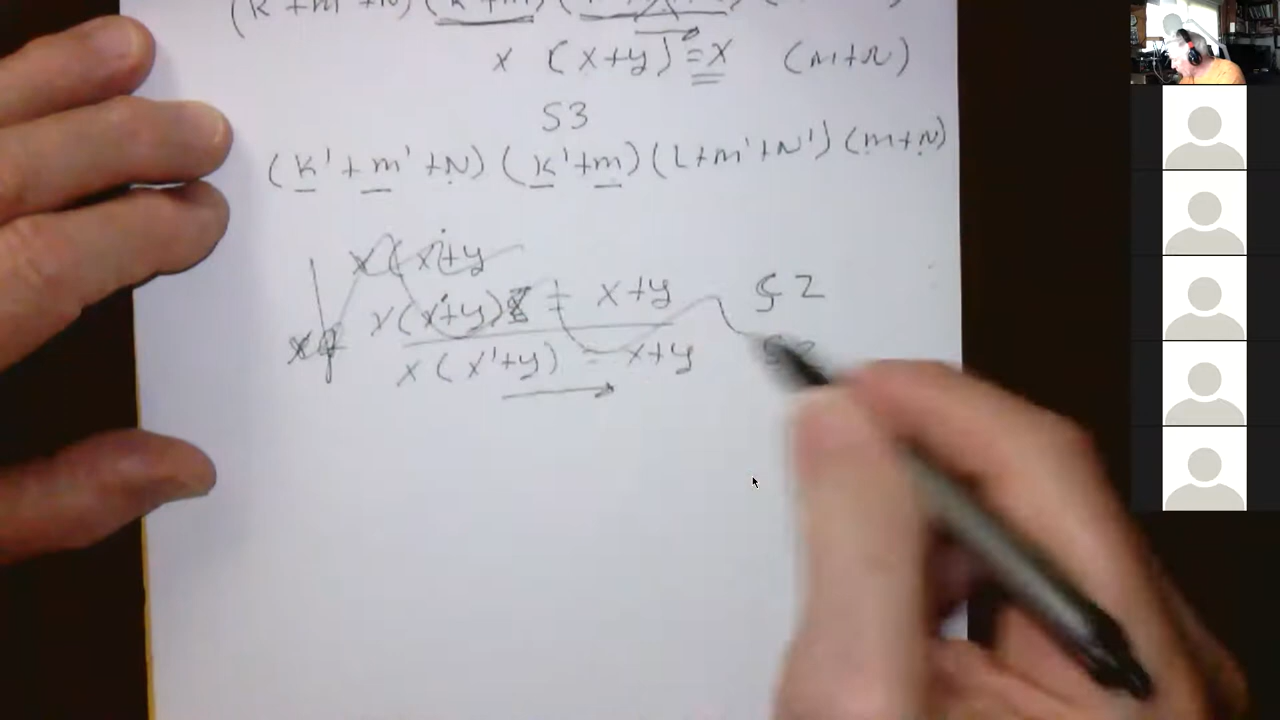 (k'+m'+N) (k'+m)
x (x+y) = x (m+n)
S3
(k'+m'+N) (k'+m) (L+m'+N') (m+N)
x( x'+y
x(x'+y) = x+y S2
x (x'+y) = x+y